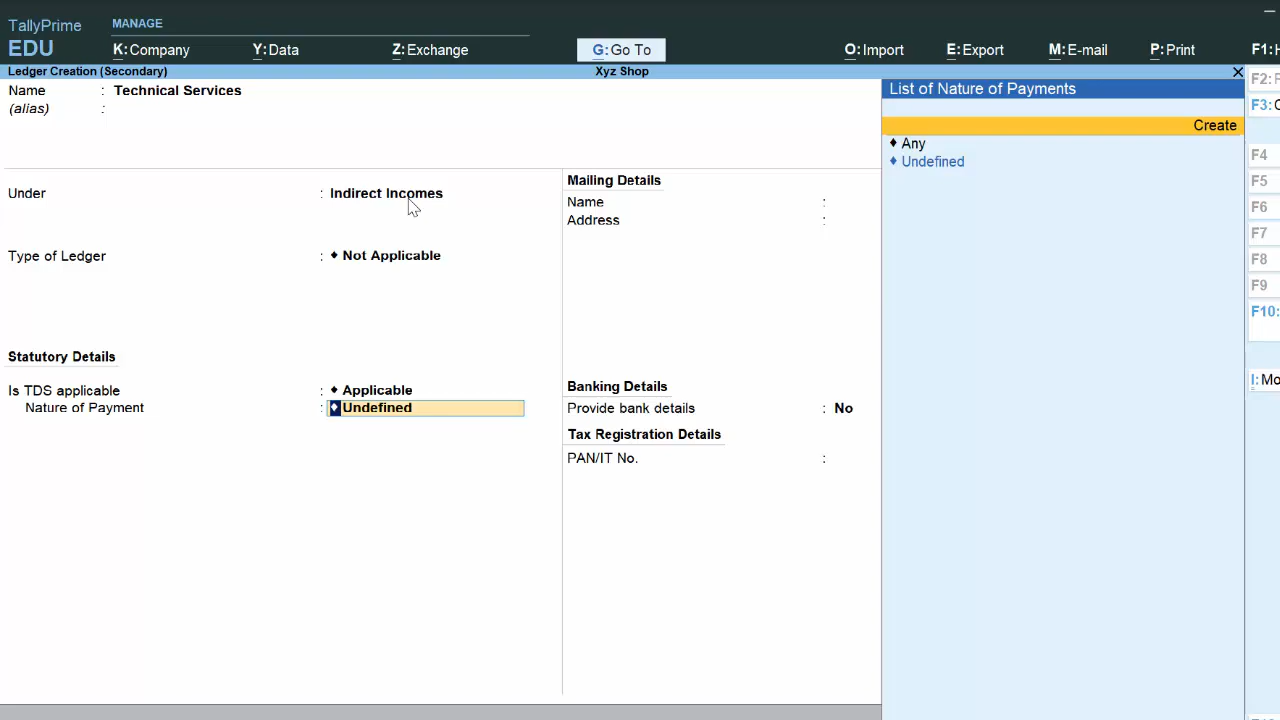 TallyPrime
EDU
MANAGE
K:Company
Y:Data
Z:Exchange
G:Go To
O:Import
E:Export
M:E-mail
P:Print
F1:
Ledger Creation (Secondary)
Xyz Shop
Name : Technical Services
(alias) :
Under : Indirect Incomes
Type of Ledger : ♦ Not Applicable
Statutory Details
Is TDS applicable : ♦ Applicable
Nature of Payment : ♦ Undefined
Mailing Details
Name :
Address :
Banking Details
Provide bank details : No
Tax Registration Details
PAN/IT No. :
List of Nature of Payments
Create
♦ Any
♦ Undefined
F2:
F3:
F4
F5
F6
F7
F8
F9
F10:
I:Mo